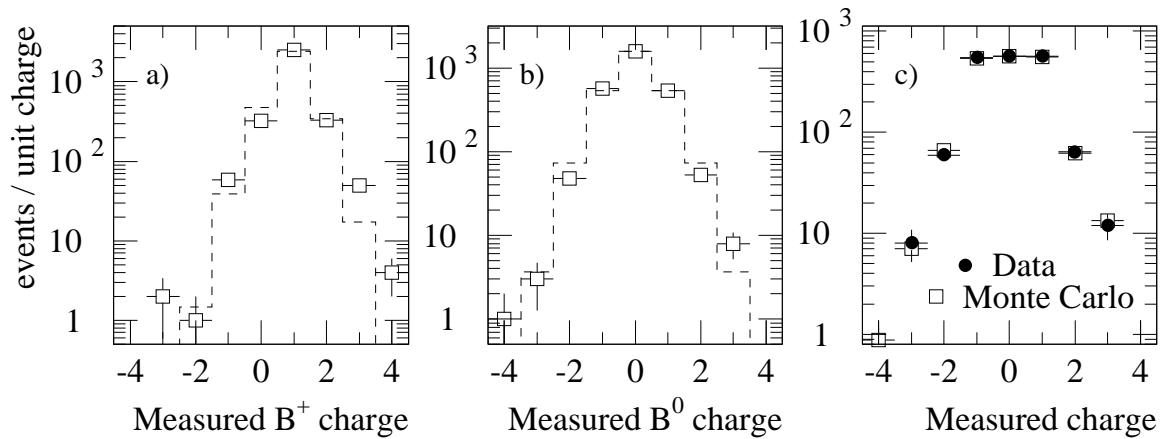 events / unit charge
a)
10^3
10^2
10
1
-4 -2 0 2 4
Measured B^+ charge
b)
10^3
10^2
10
1
-4 -2 0 2 4
Measured B^0 charge
c)
10^3
10^2
10
1
Data
Monte Carlo
-4 -2 0 2 4
Measured charge